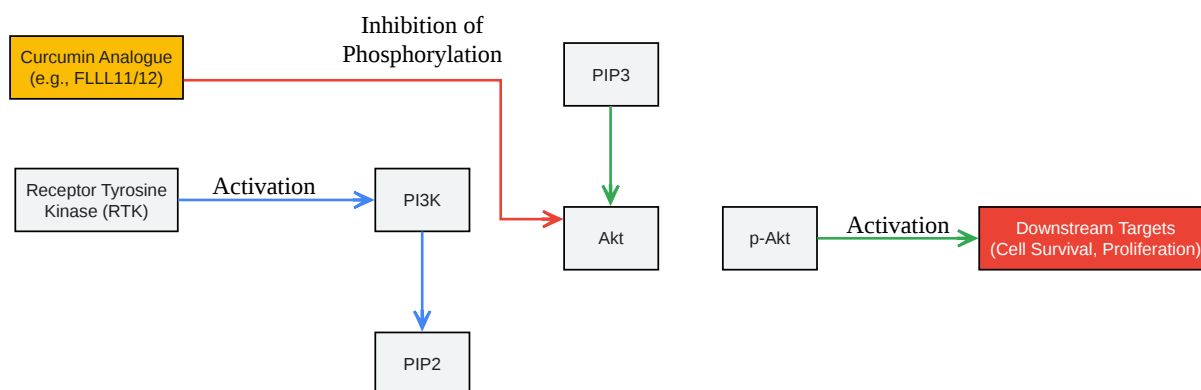 Inhibition of
Phosphorylation
Curcumin Analogue
(e.g., FLLL11/12)
PIP3
Receptor Tyrosine
Kinase (RTK)
Activation
PI3K
Akt
p-Akt
Activation
Downstream Targets
(Cell Survival, Proliferation)
PIP2